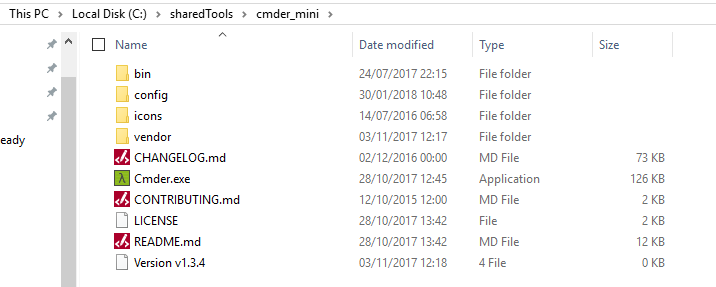 This PC > Local Disk (C:) > sharedTools > cmder_mini >
Name Date modified Type Size
bin 24/07/2017 22:15 File folder
config 30/01/2018 10:48 File folder
icons 14/07/2016 06:58 File folder
vendor 03/11/2017 12:17 File folder
eady CHANGELOG.md 02/12/2016 00:00 MD File 73 KB
Cmder.exe 28/10/2017 12:45 Application 126 KB
CONTRIBUTING.md 12/10/2015 12:00 MD File 2 KB
LICENSE 28/10/2017 13:42 File 2 KB
README.md 28/10/2017 13:42 MD File 12 KB
Version v1.3.4 03/11/2017 12:18 4 File 0 KB